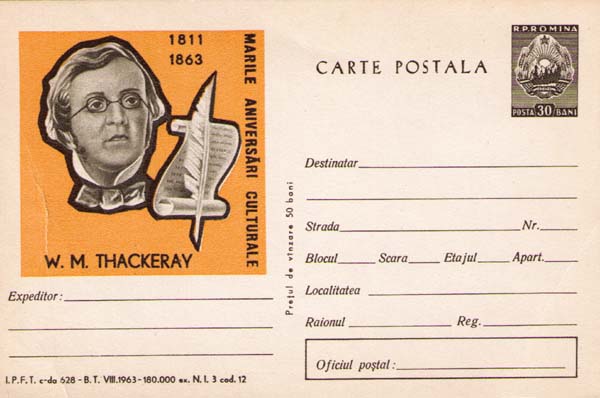 1811
1863
MARILE ANIVERSĂRI CULTURALE
W. M. THACKERAY
Expeditor:
I.P.F.T. c-da 628 - B.T. VIII.1963-180.000 ex. N.I. 3 cod. 12
Prețul de vînzare 50 bani
CARTE POSTALA
R.P.ROMINA
POSTA 30/BANI
Destinatar
Strada Nr.
Blocul Scara Etajul Apart.
Localitatea
Raionul Reg.
Oficiul poștal: